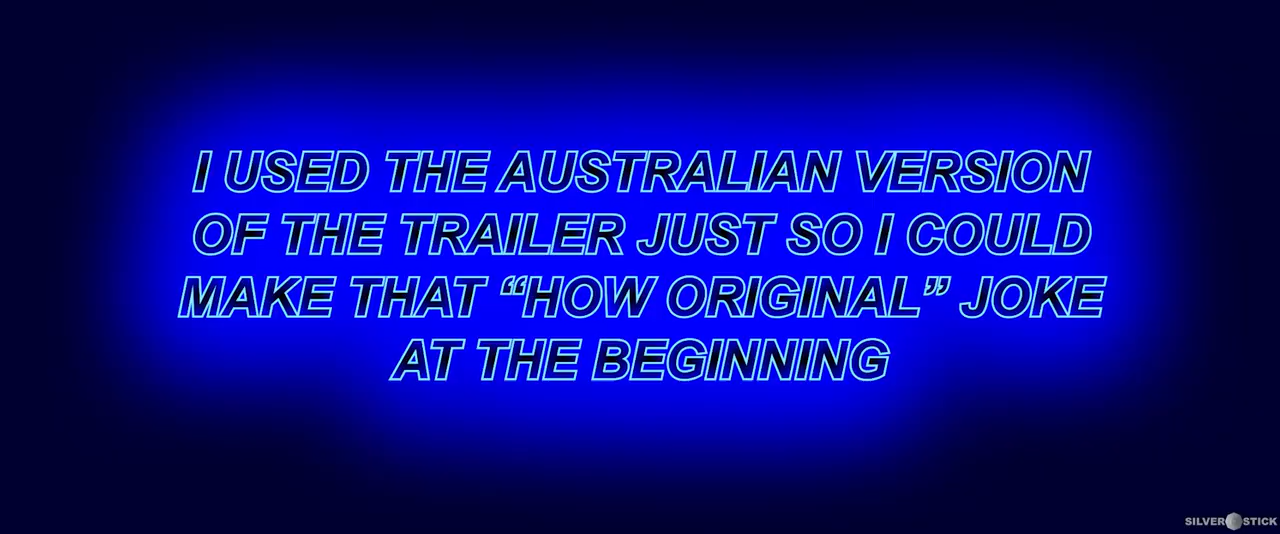 I USED THE AUSTRALIAN VERSION
OF THE TRAILER JUST SO I COULD
MAKE THAT “HOW ORIGINAL” JOKE
AT THE BEGINNING
SILVER STICK